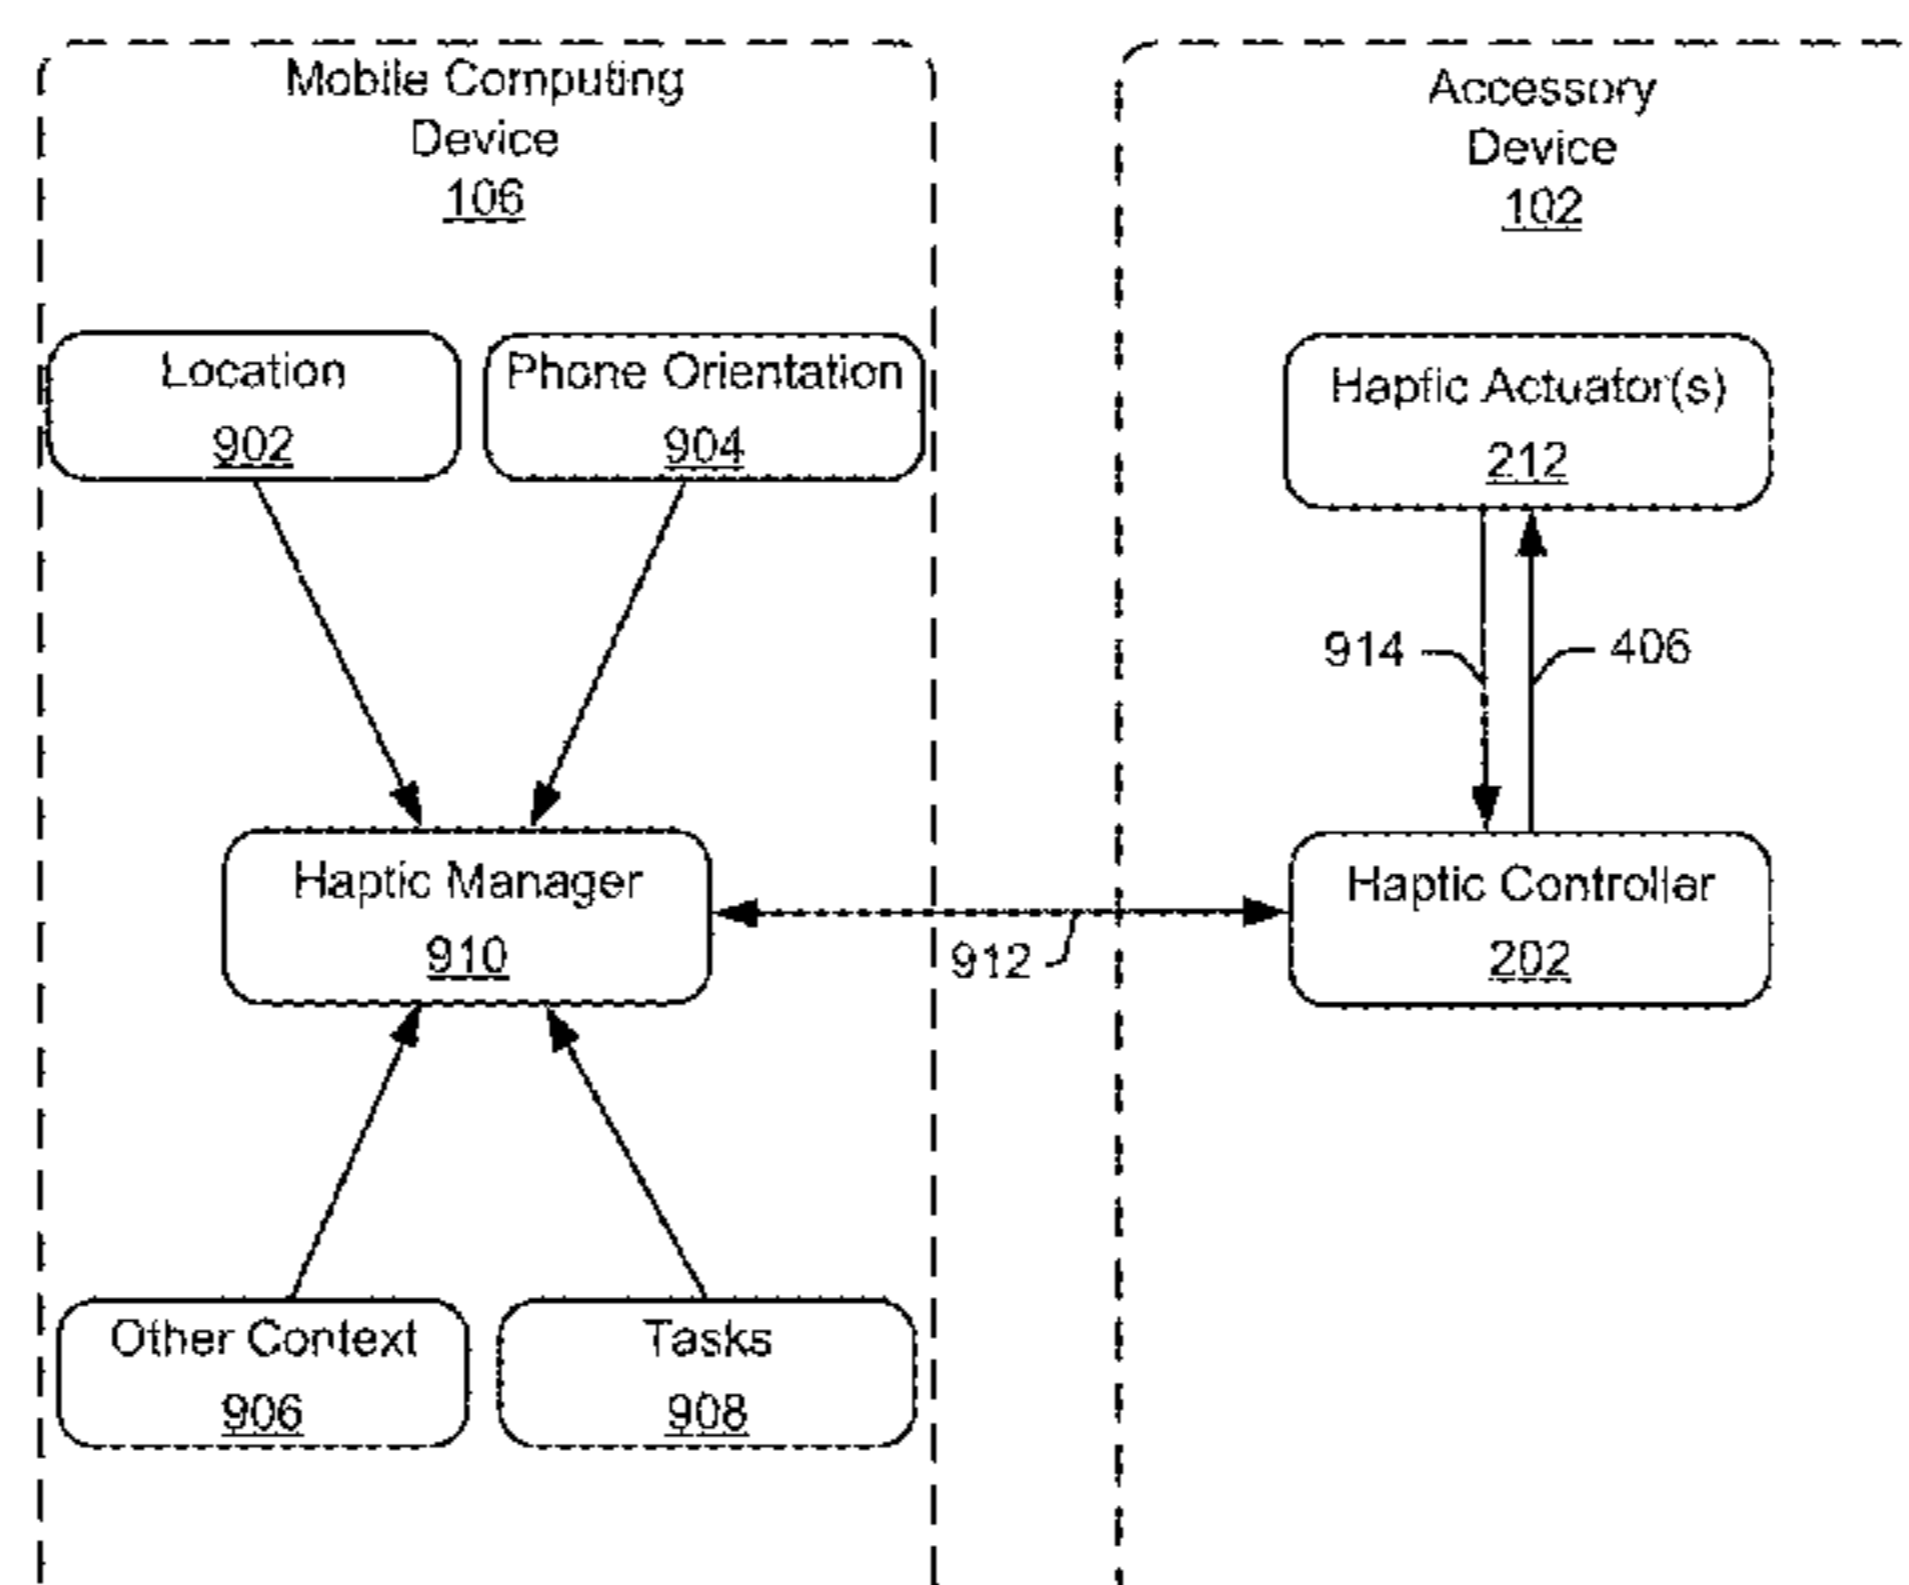 Mobile Computing
Device
106
Accessory
Device
102
Location
902
Phone Orientation
904
Haptic Actuator(s)
212
914
406
Haptic Manager
910
912
Haptic Controller
202
Other Context
906
Tasks
908